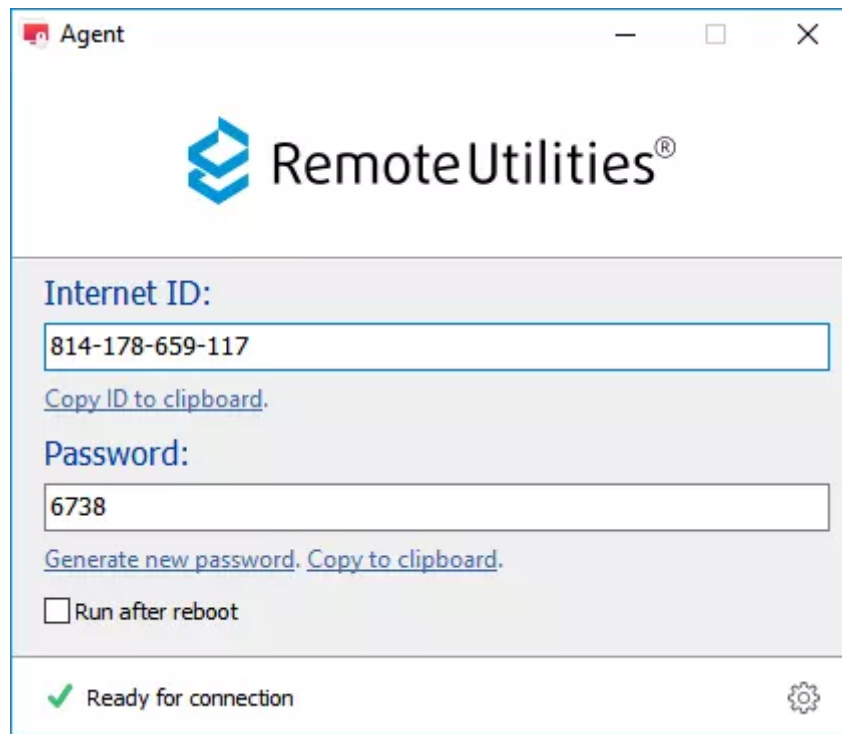 Agent
RemoteUtilities®
Internet ID:
814-178-659-117
Copy ID to clipboard.
Password:
6738
Generate new password. Copy to clipboard.
Run after reboot
Ready for connection